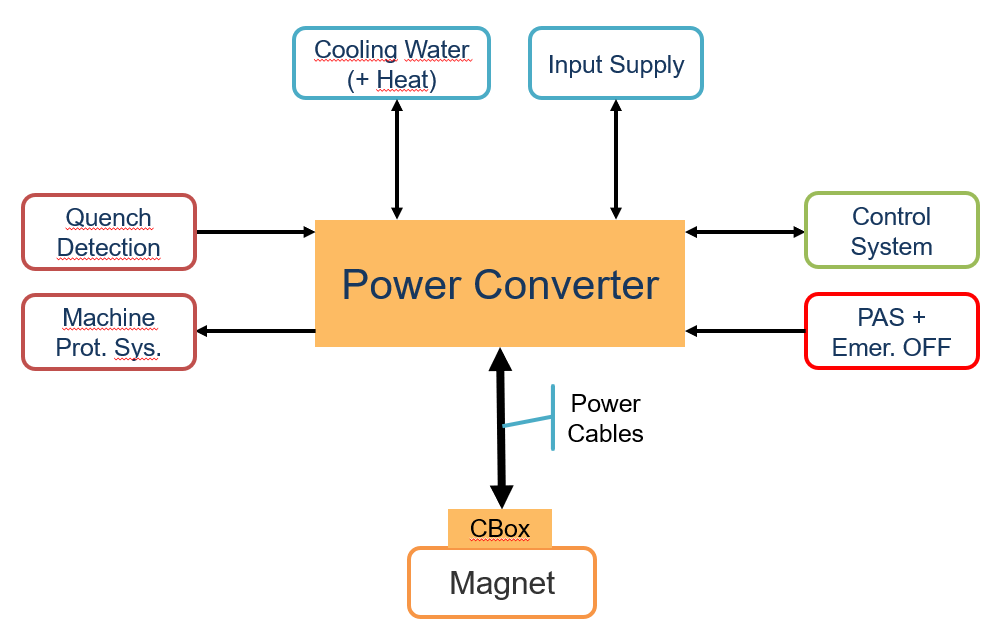 Cooling Water
(+ Heat)
Input Supply
Quench
Detection
Control
System
Power Converter
Machine
Prot. Sys.
PAS +
Emer. OFF
Power
Cables
CBox
Magnet